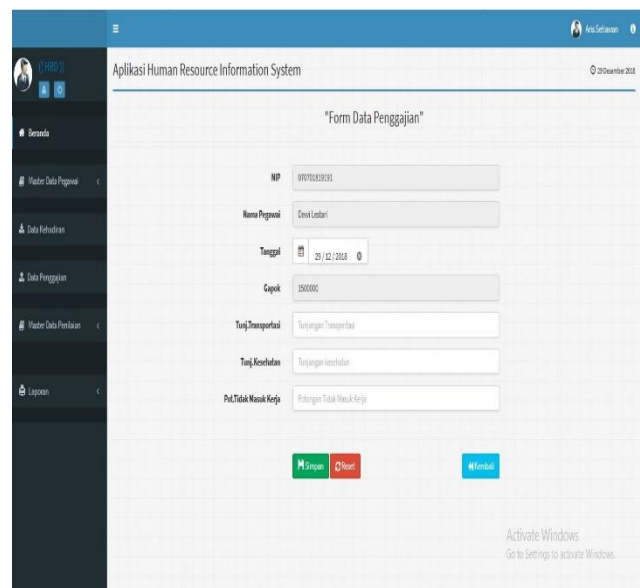 Aris Setiawan
(( HRD ))
Aplikasi Human Resource Information System
29 Desember 2018
"Form Data Penggajian"
Beranda
Master Data Pegawai
Data Kehadiran
Data Penggajian
Master Data Penilaian
Laporan
NIP 070701819191
Nama Pegawai Dewi Lestari
Tanggal 29 / 12 / 2018
Gapok 1500000
Tunj.Transportasi Tunjangan Transportasi
Tunj.Kesehatan Tunjangan kesehatan
Pot.Tidak Masuk Kerja Potongan Tidak Masuk Kerja
Simpan Reset Kembali
Activate Windows
Go to Settings to activate Windows.